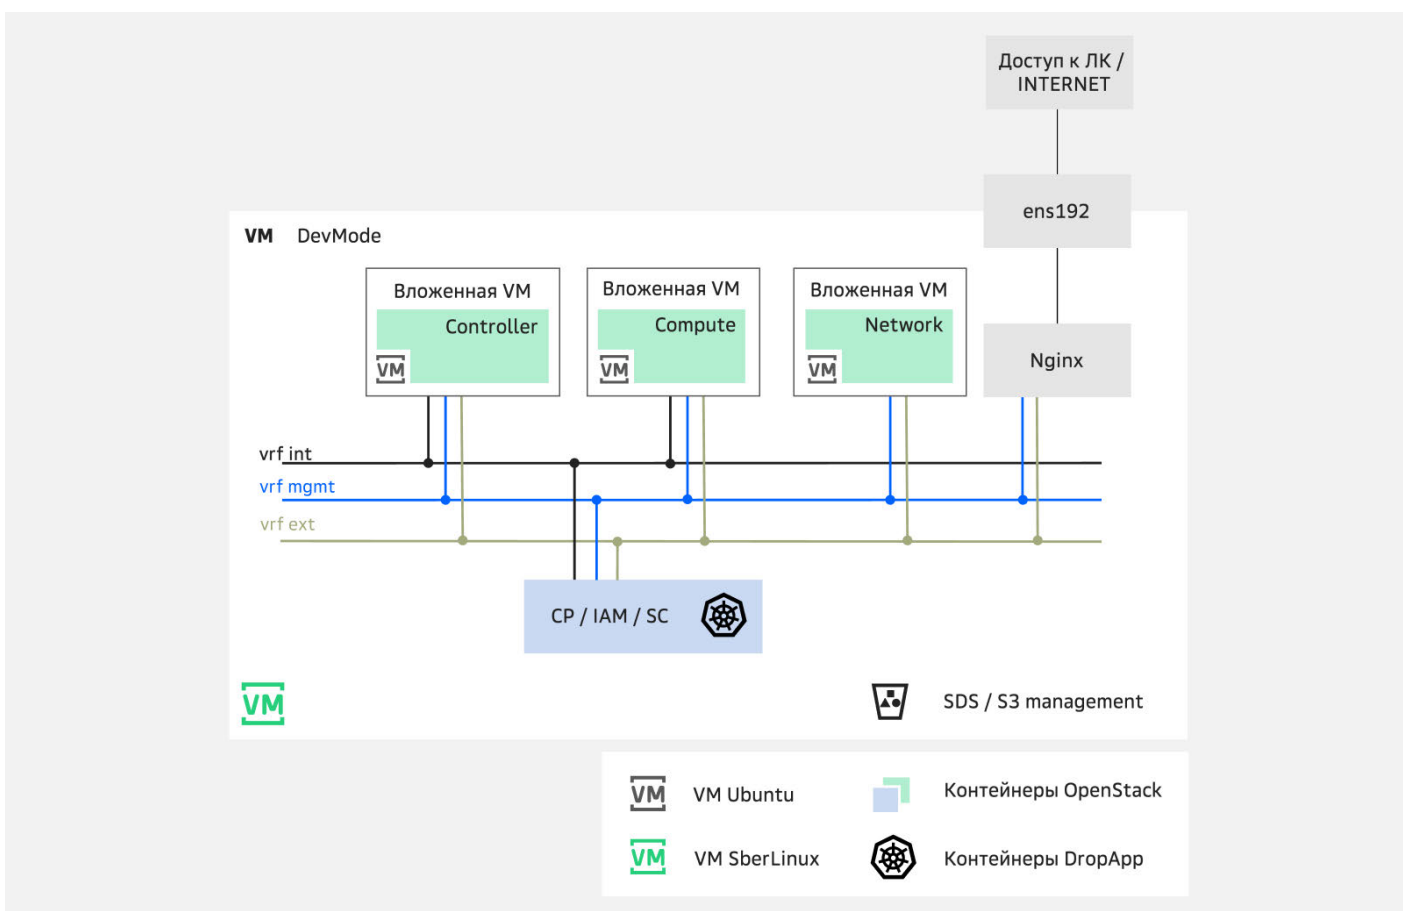 Доступ к ЛК /
INTERNET
ens192
VM DevMode
Вложенная VM
Controller
VM
Вложенная VM
Compute
VM
Вложенная VM
Network
VM
Nginx
vrf int
vrf mgmt
vrf ext
CP / IAM / SC
VM
SDS / S3 management
VM VM Ubuntu
Контейнеры OpenStack
VM VM SberLinux
Контейнеры DropApp